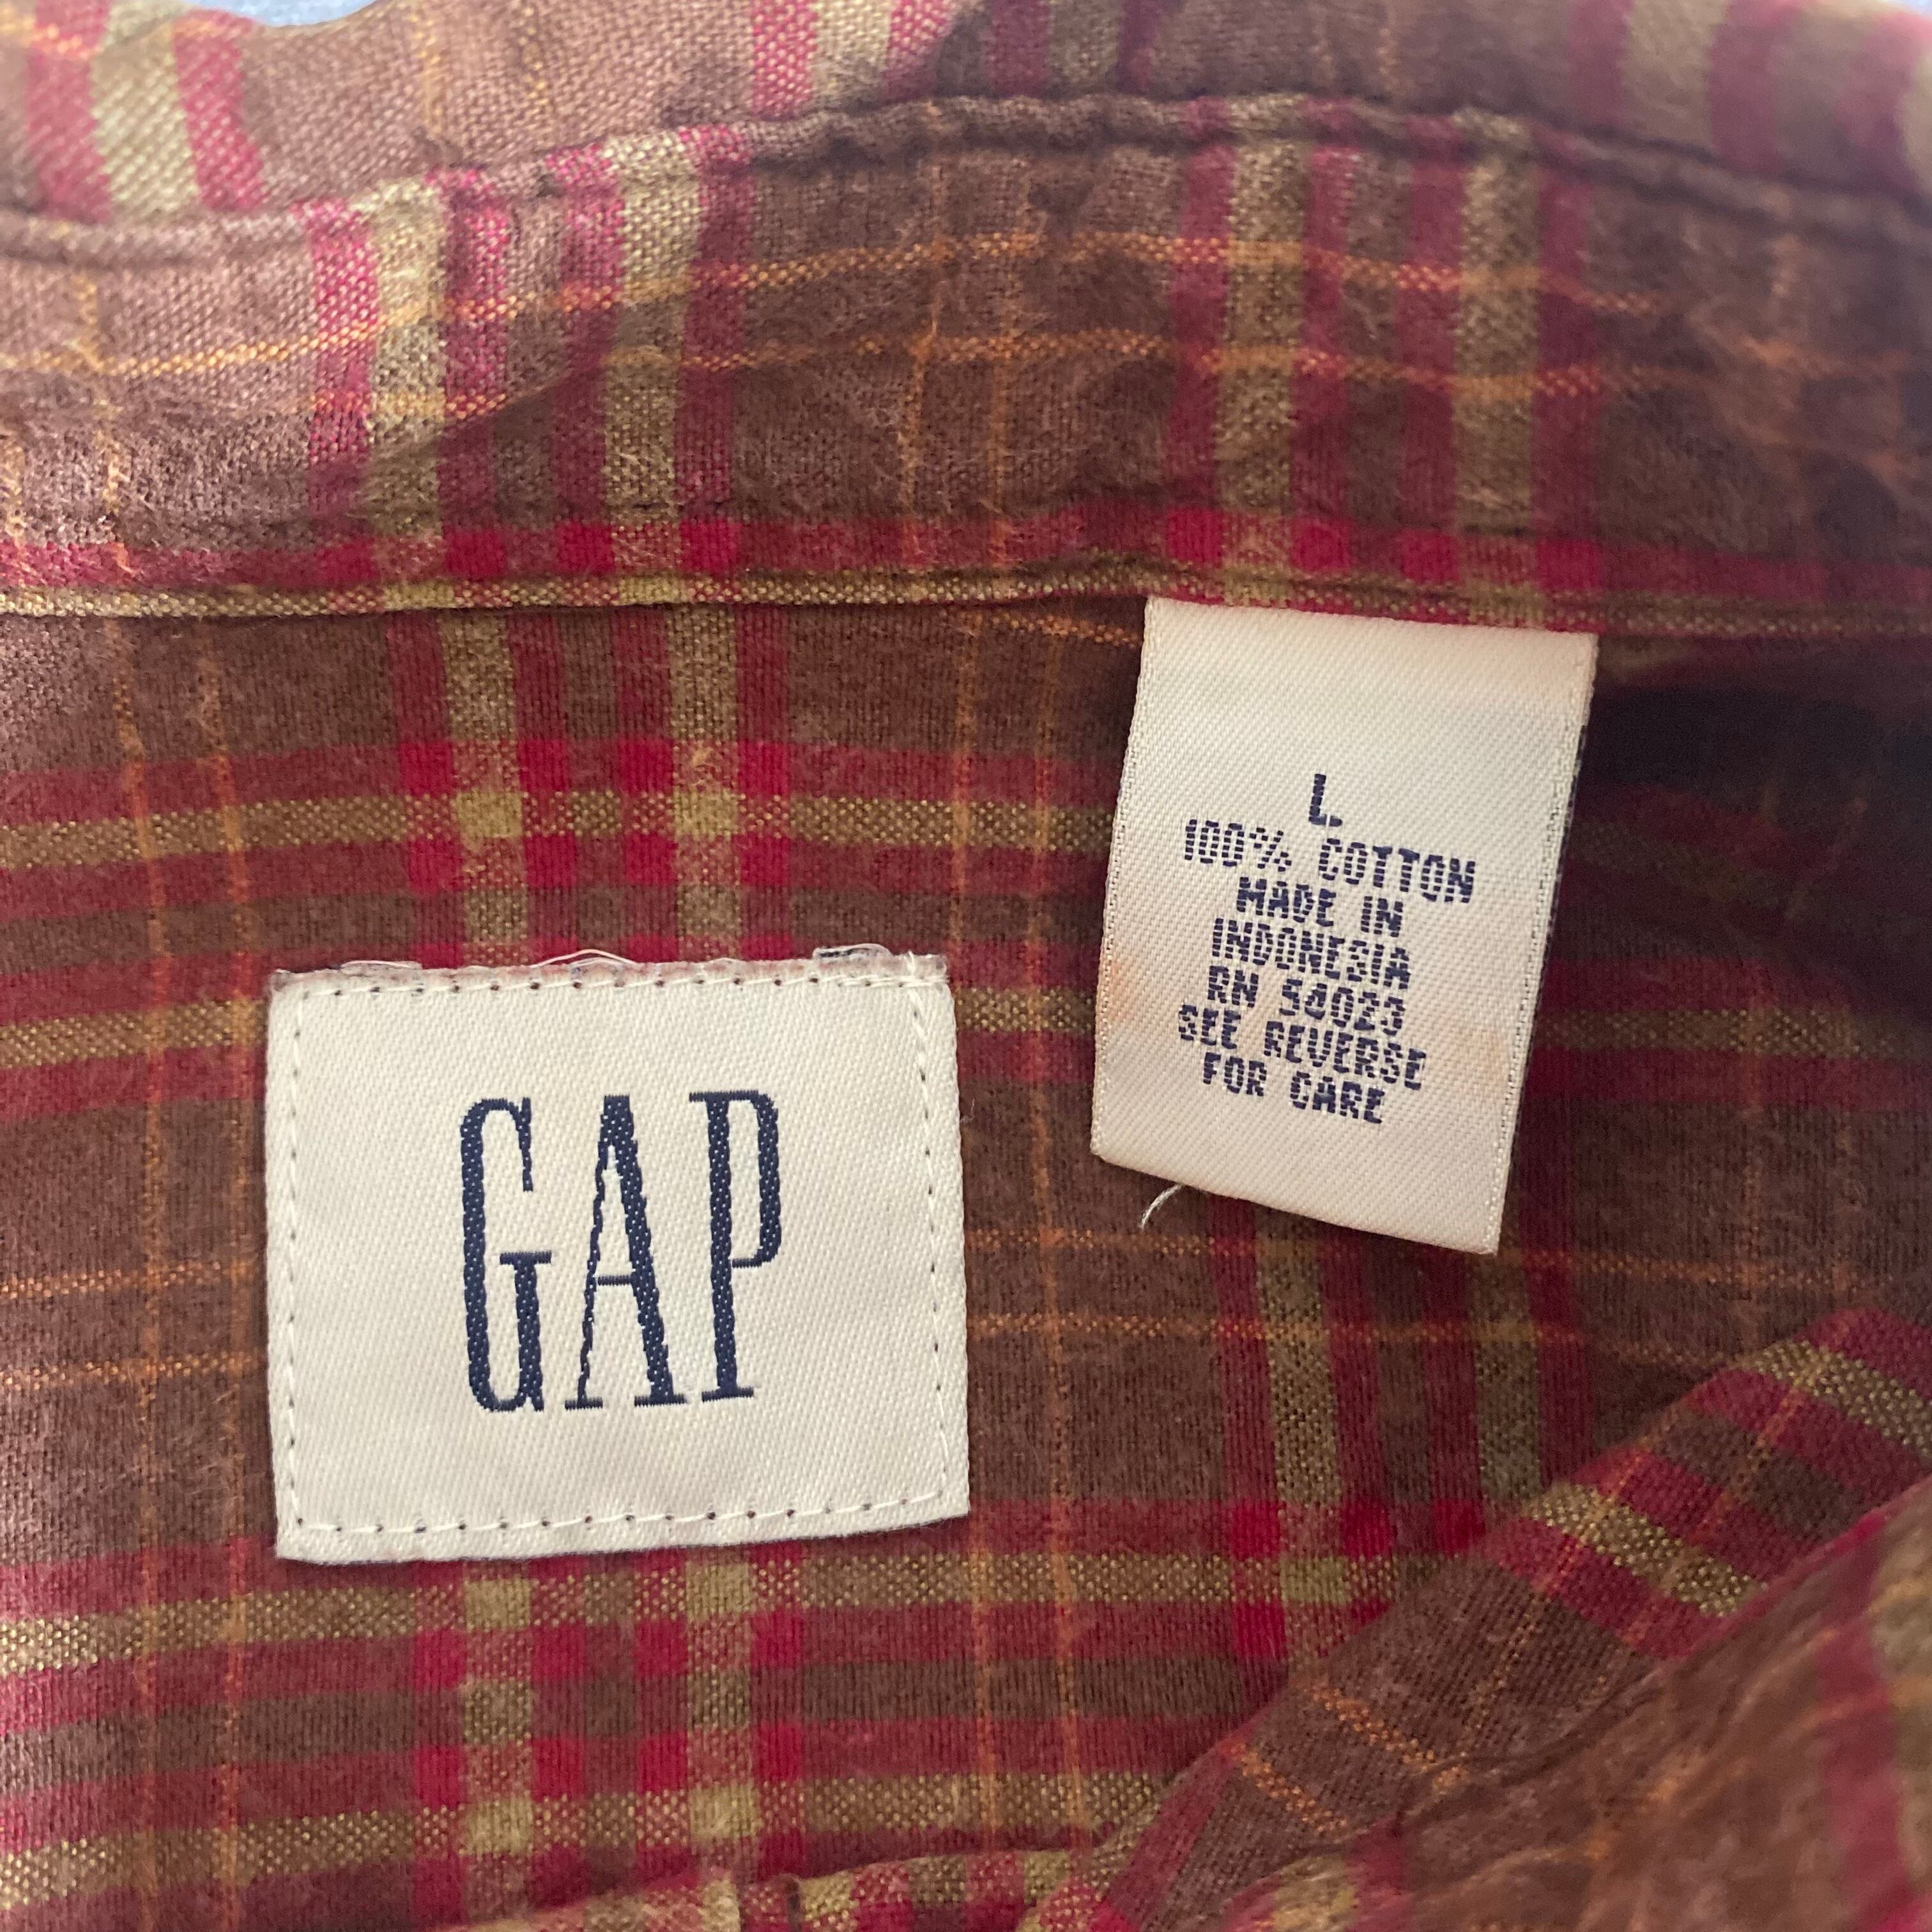 GAP
L
100% COTTON
MADE IN
INDONESIA
RN 54023
SEE REVERSE
FOR CARE